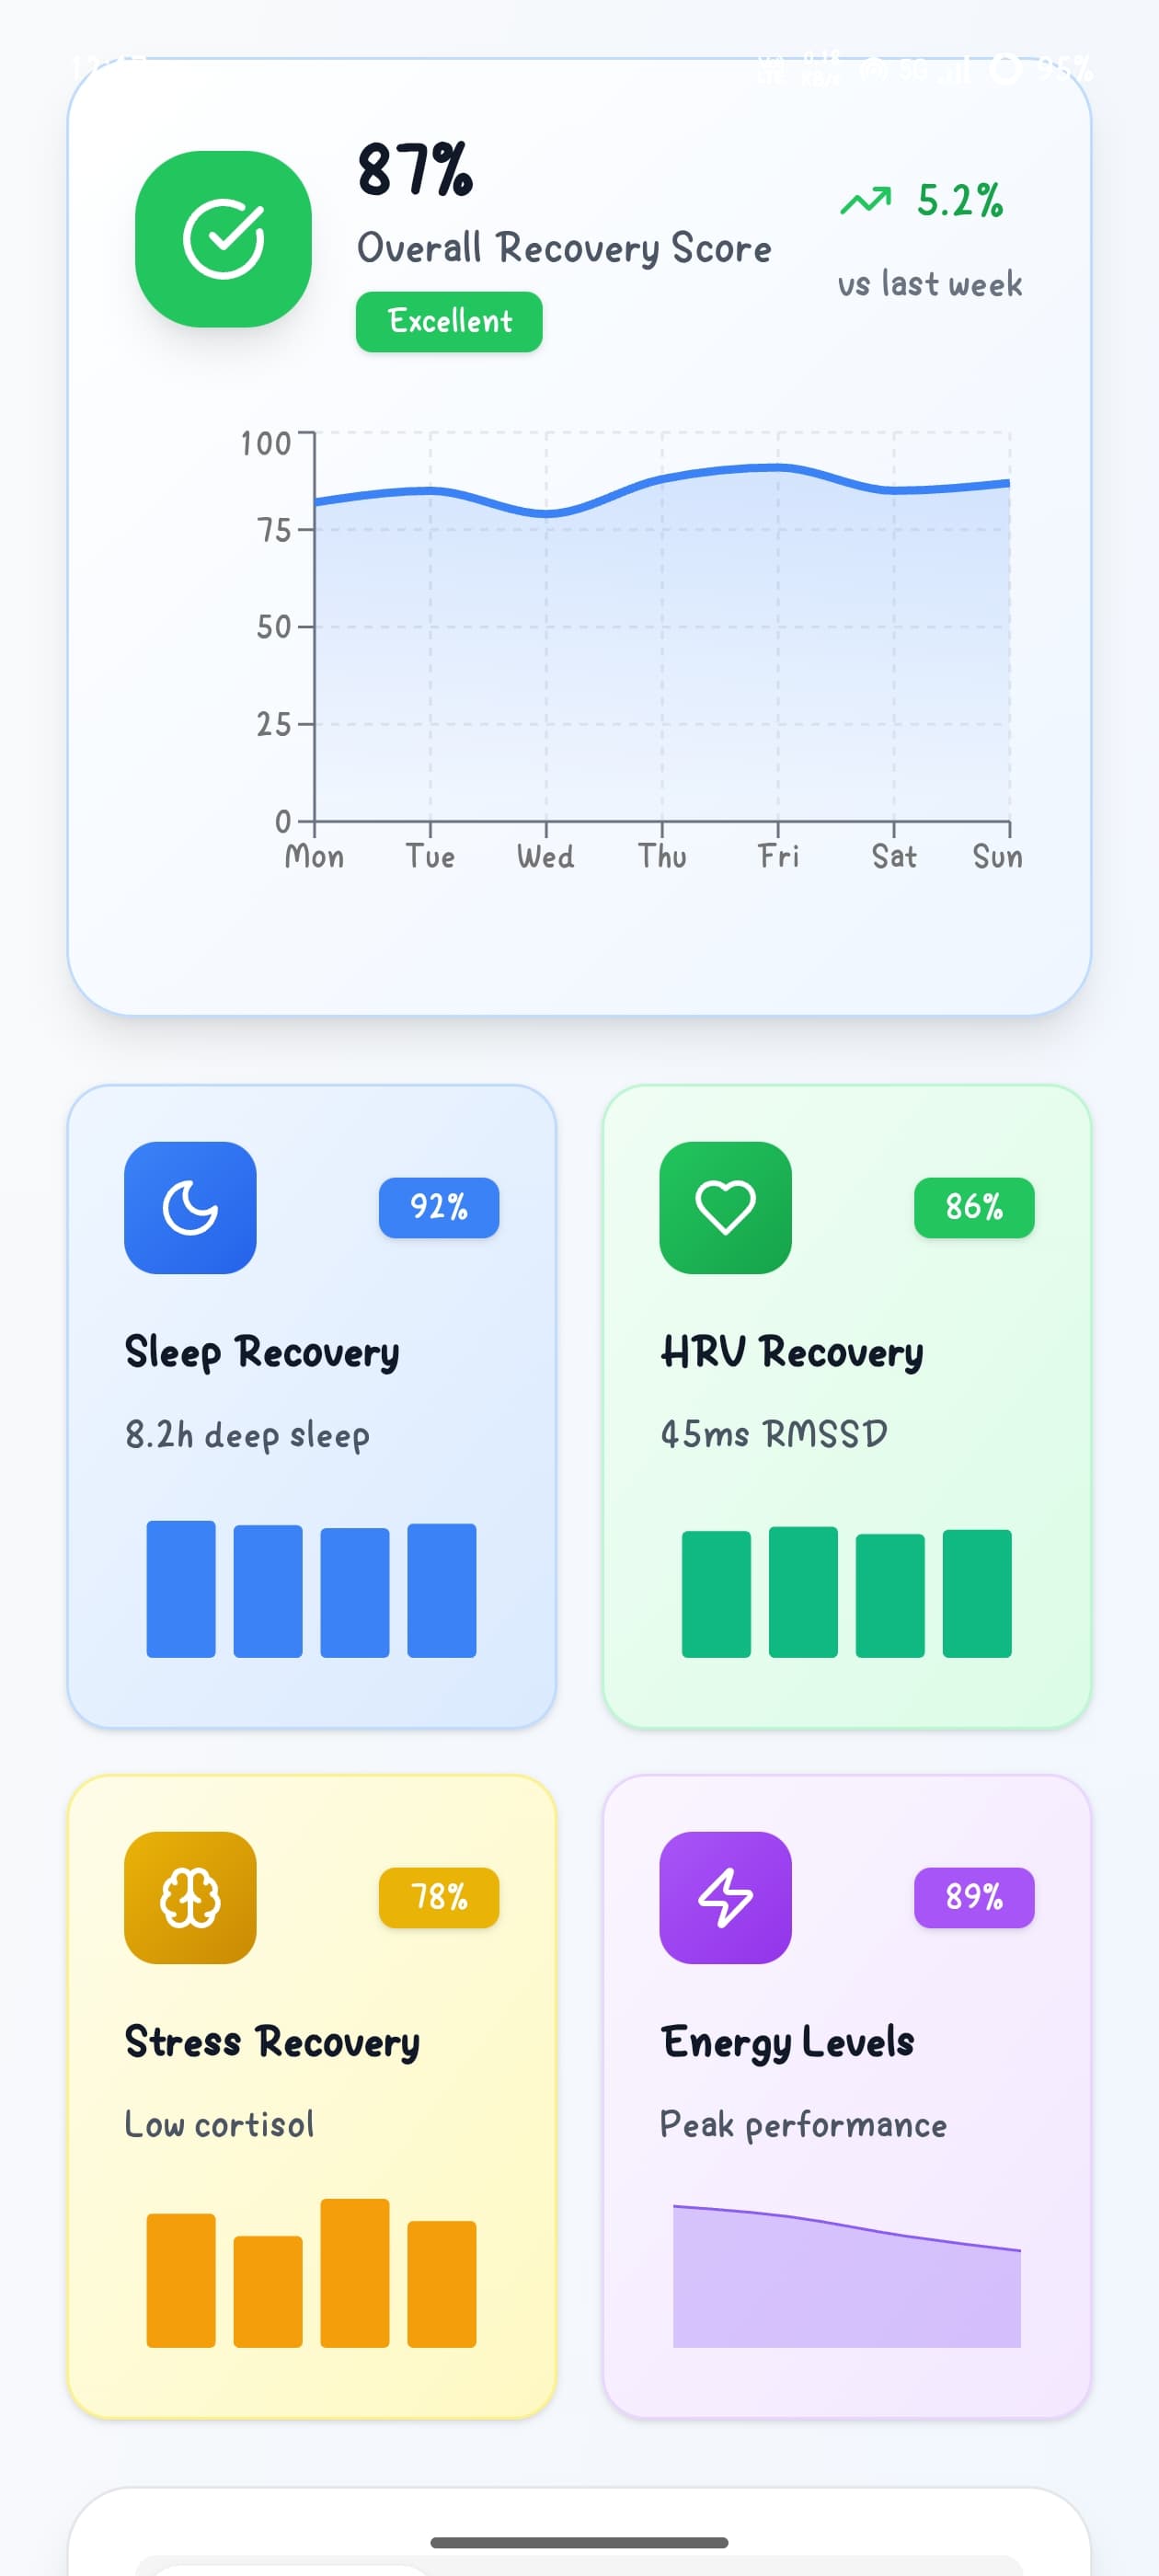 95%
87%
Overall Recovery Score
Excellent
5.2%
vs last week
100
75
50
25
0
Mon Tue Wed Thu Fri Sat Sun
92%
Sleep Recovery
8.2h deep sleep
86%
HRV Recovery
45ms RMSSD
78%
Stress Recovery
Low cortisol
89%
Energy Levels
Peak performance